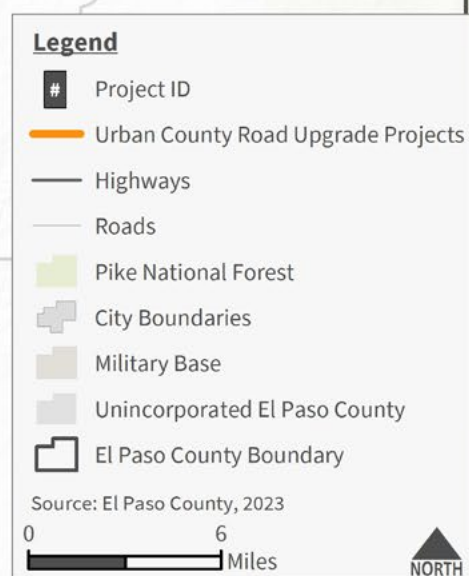 Legend
# Project ID
Urban County Road Upgrade Projects
Highways
Roads
Pike National Forest
City Boundaries
Military Base
Unincorporated El Paso County
El Paso County Boundary
Source: El Paso County, 2023
0 6
Miles
NORTH